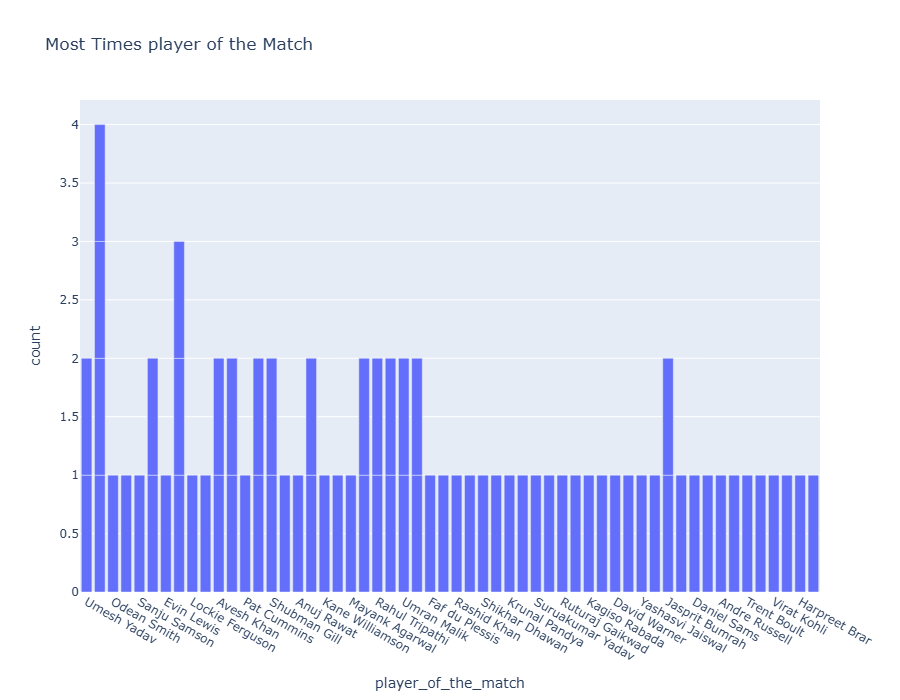 Most Times player of the Match
4
3.5
3
2.5
2
1.5
1
0.5
0
count
Umesh Yadav
Odean Smith
Sanju Samson
Evin Lewis
Lockie Ferguson
Avesh Khan
Pat Cummins
Shubman Gill
Anuj Rawat
Kane Williamson
Mayank Agarwal
Rahul Tripathi
Umran Malik
Faf du Plessis
Rashid Khan
Shikhar Dhawan
Krunal Pandya
Suruakumar Yadav
Ruturaj Gaikwad
Kagiso Rabada
David Warner
Yashasvi Jaiswal
Jasprit Bumrah
Daniel Sams
Andre Russell
Trent Boult
Virat Kohli
Harpreet Brar
player_of_the_match